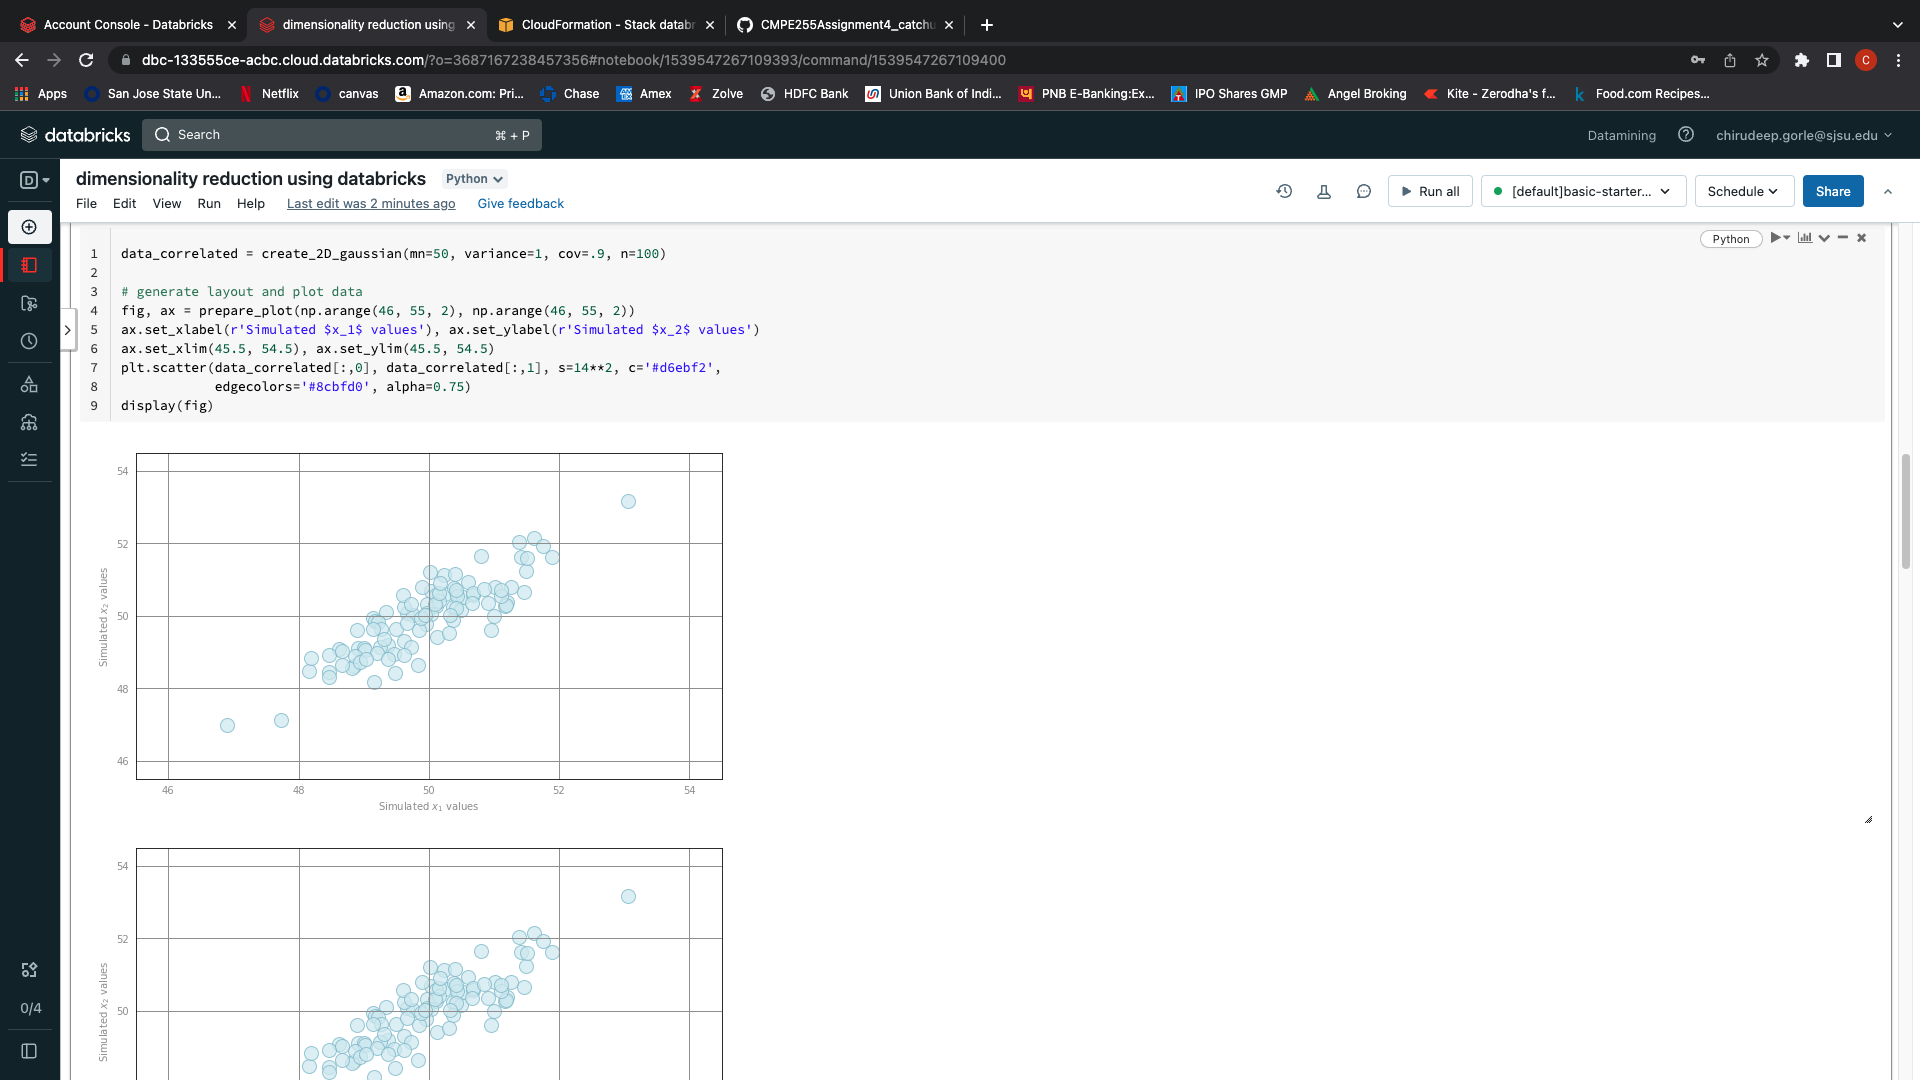 Account Console - Databricks
dimensionality reduction using
CloudFormation - Stack datab
CMPE255Assignment4_catch
dbc-133555ce-acbc.cloud.databricks.com/?o=3687167238457356#notebook/1539547267109393/command/1539547267109400
C
Apps
San Jose State Un...
Netflix
canvas
Amazon.com: Pri...
Chase
Amex
Zolve
HDFC Bank
Union Bank of Indi...
PNB E-Banking:Ex...
IPO Shares GMP
Angel Broking
Kite - Zerodha's f...
Food.com Recipes...
databricks
Search
⌘ + P
Datamining
chirudeep.gorle@sjsu.edu
D
dimensionality reduction using databricks
Python
File Edit View Run Help Last edit was 2 minutes ago Give feedback
Run all
[default]basic-starter...
Schedule
Share
Python
1 data_correlated = create_2D_gaussian(mn=50, variance=1, cov=.9, n=100)
2
3 # generate layout and plot data
4 fig, ax = prepare_plot(np.arange(46, 55, 2), np.arange(46, 55, 2))
5 ax.set_xlabel(r'Simulated $x_1$ values'), ax.set_ylabel(r'Simulated $x_2$ values')
6 ax.set_xlim(45.5, 54.5), ax.set_ylim(45.5, 54.5)
7 plt.scatter(data_correlated[:,0], data_correlated[:,1], s=14**2, c='#d6ebf2',
8 edgecolors='#8cbfd0', alpha=0.75)
9 display(fig)
54
52
50
48
46
Simulated x₂ values
46 48 50 52 54
Simulated x₁ values
54
52
50
Simulated x₂ values
0/4